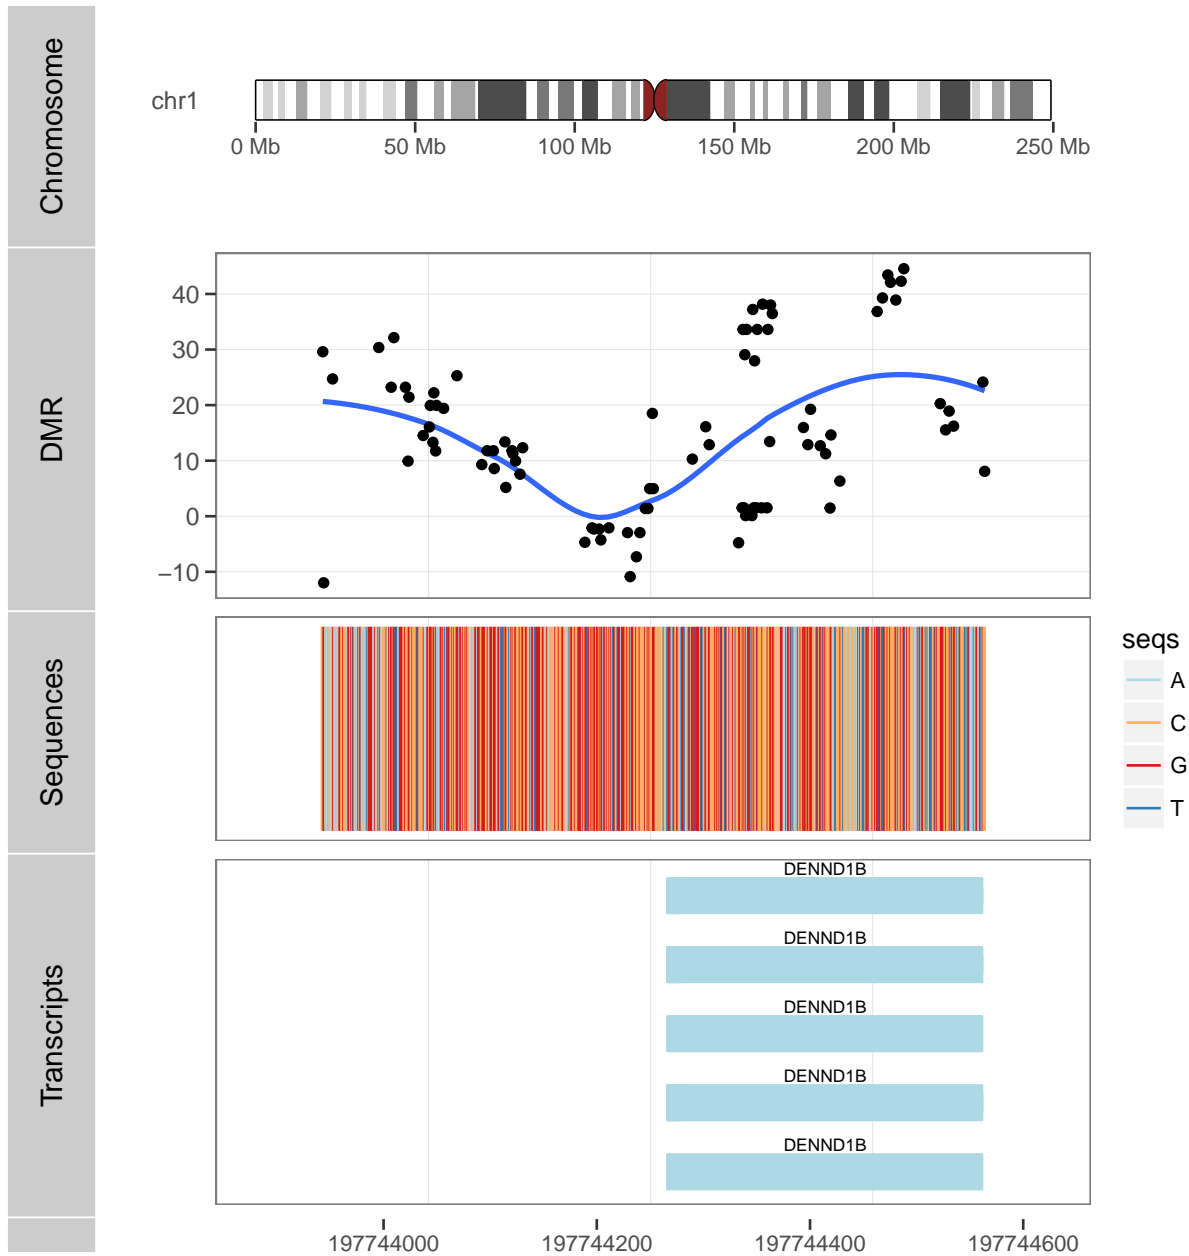 Chromosome
chr1
0 Mb 50 Mb 100 Mb 150 Mb 200 Mb 250 Mb
DMR
40
30
20
10
0
−10
Sequences
seqs
A
C
G
T
Transcripts
DENND1B
DENND1B
DENND1B
DENND1B
DENND1B
197744000 197744200 197744400 197744600